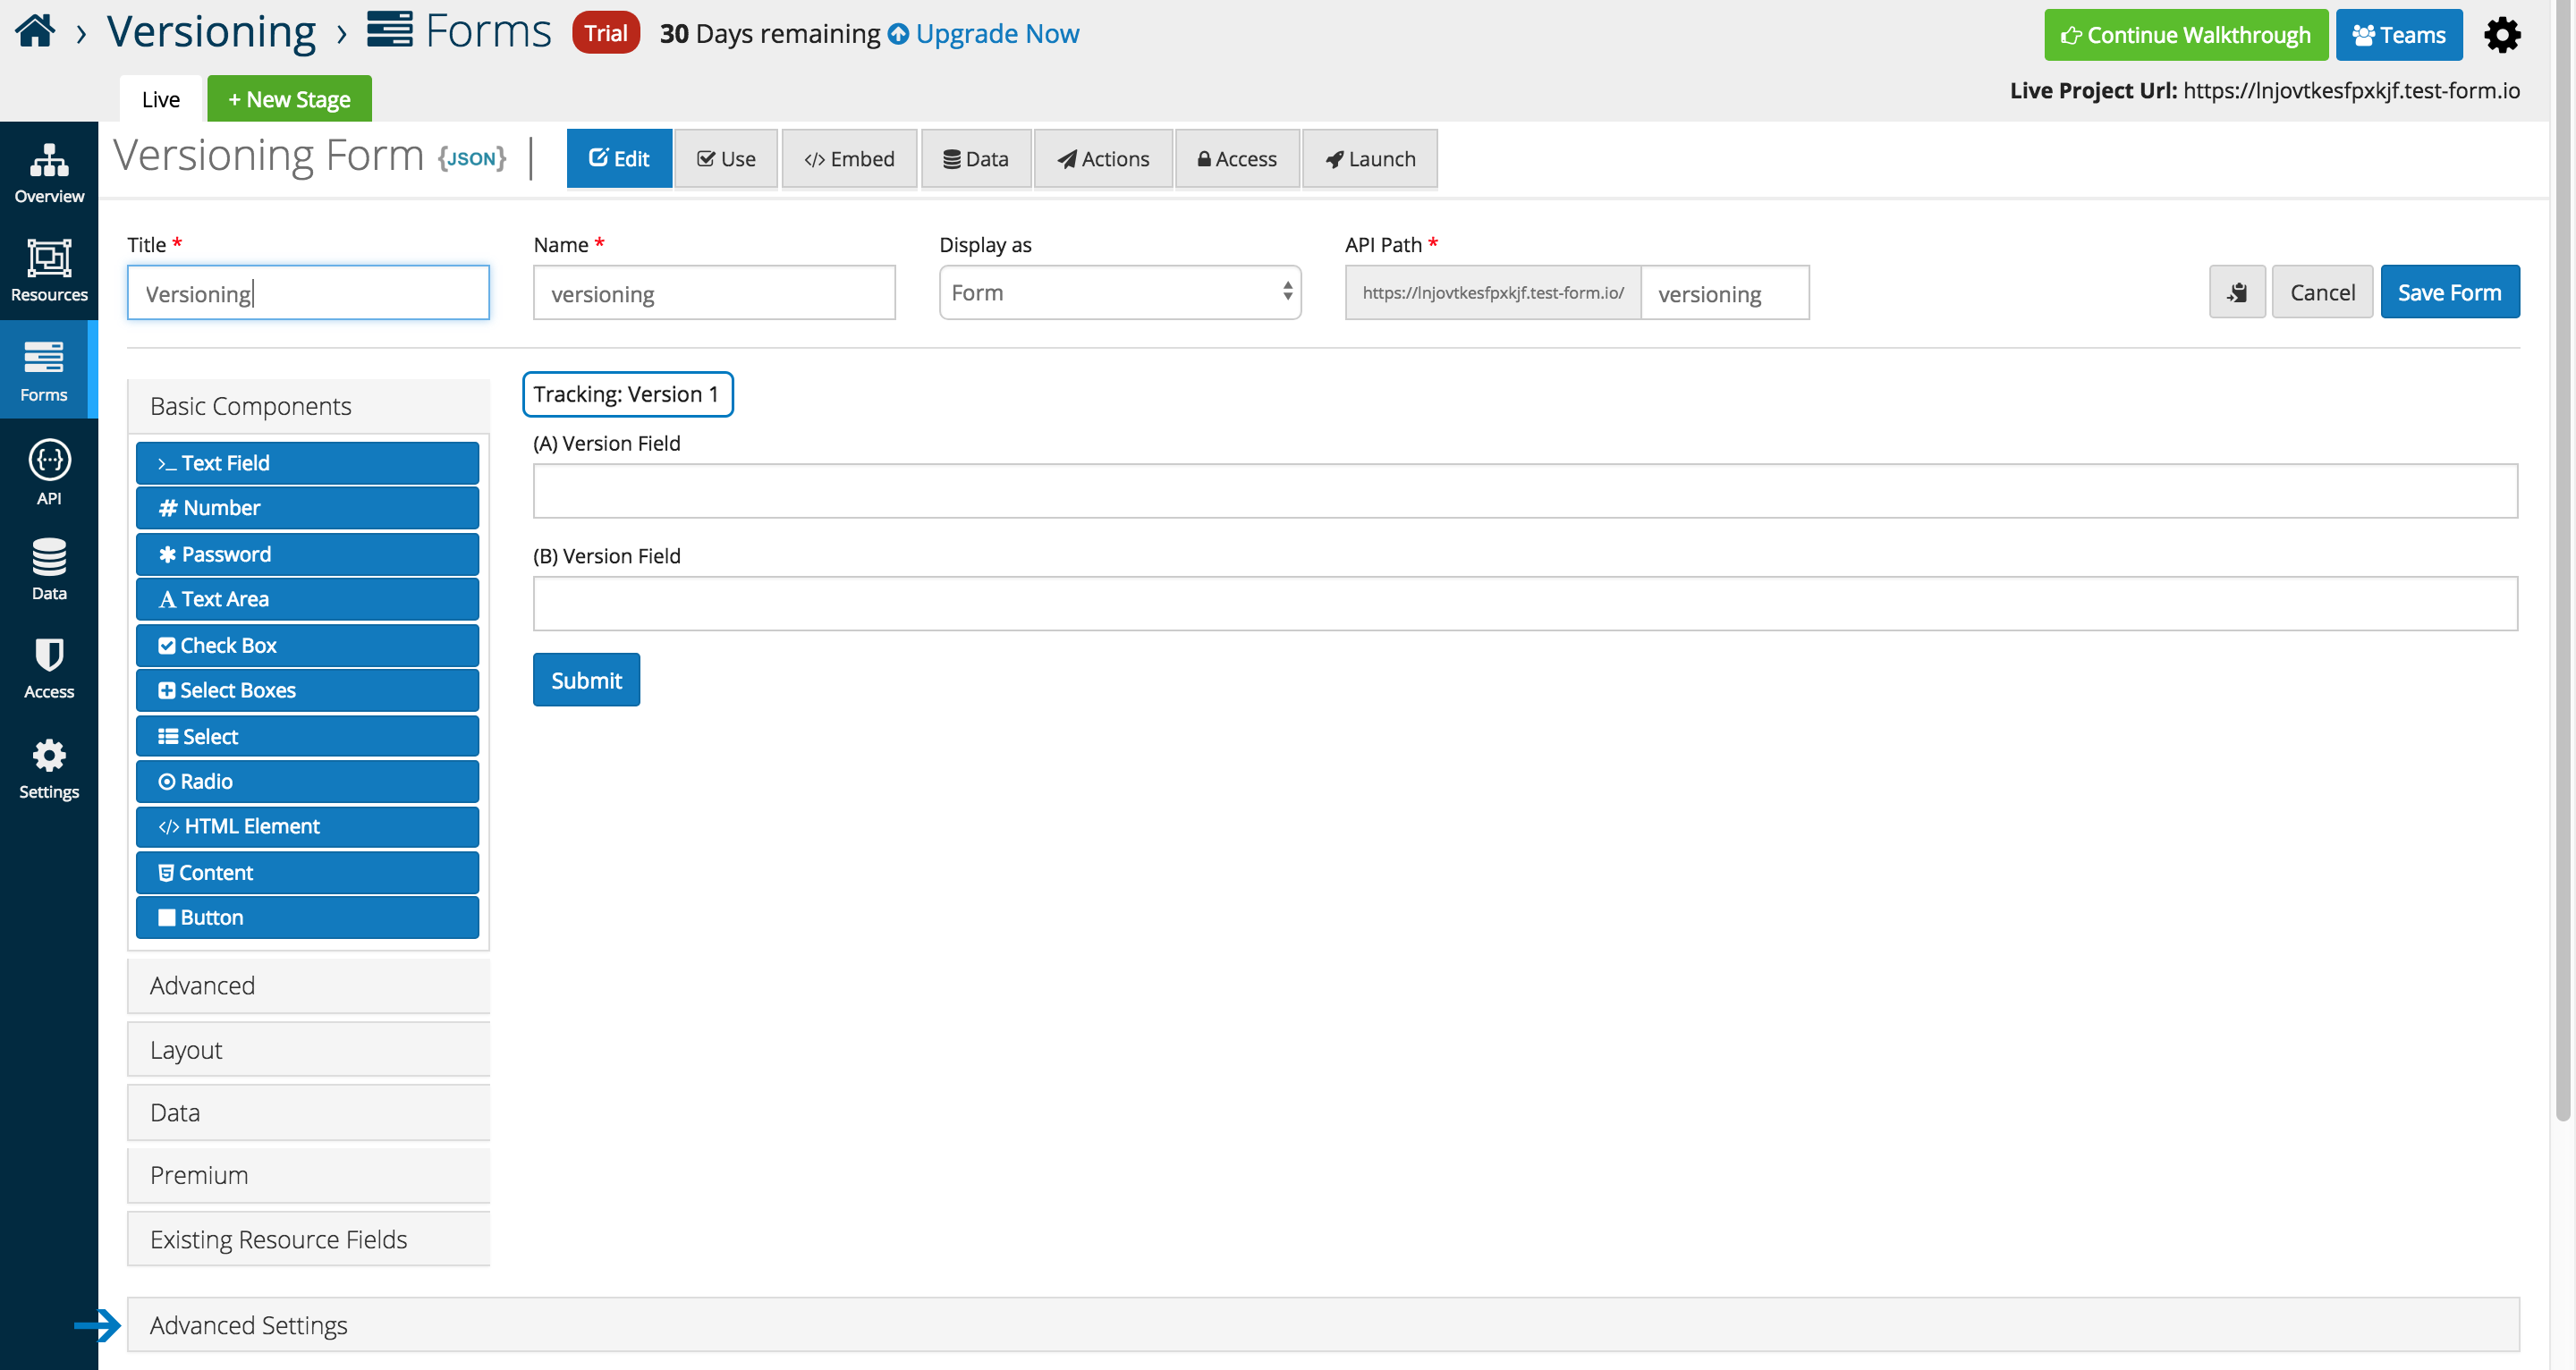 › Versioning › Forms Trial 30 Days remaining Upgrade Now
Continue Walkthrough Teams
Live + New Stage
Live Project Url: https://lnjovtkesfpxkjf.test-form.io
Versioning Form {JSON} | Edit Use </> Embed Data Actions Access Launch
Overview
Resources
Forms
API
Data
Access
Settings
Title * Name * Display as API Path *
Versioning versioning Form https://lnjovtkesfpxkjf.test-form.io/ versioning Cancel Save Form
Basic Components
>_ Text Field
# Number
✱ Password
A Text Area
Check Box
Select Boxes
Select
Radio
</> HTML Element
Content
Button
Advanced
Layout
Data
Premium
Existing Resource Fields
Tracking: Version 1
(A) Version Field
(B) Version Field
Submit
Advanced Settings